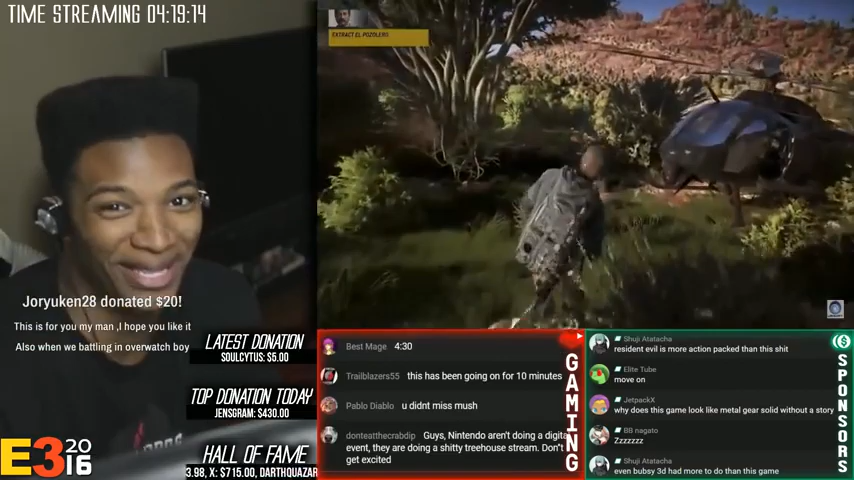 TIME STREAMING 04:19:14
EXTRACT EL POZOLERO
Joryuken28 donated $20!
This is for you my man ,I hope you like it
Also when we battling in overwatch boy
LATEST DONATION
SOULCYTUS: $5.00
TOP DONATION TODAY
JENSGRAM: $430.00
HALL OF FAME
3.98, X: $715.00, DARTHQUAZAR
E3 2016
Best Mage 4:30
Trailblazers55 this has been going on for 10 minutes
Pablo Diablo u didnt miss mush
donteatthecrabdip Guys, Nintendo aren't doing a digita
event, they are doing a shitty treehouse stream. Don't
get excited
GAMING
Shuji Atatacha
resident evil is more action packed than this shit
Elite Tube
move on
JetpackX
why does this game look like metal gear solid without a story
BB nagato
Zzzzzzz
Shuji Atatacha
even bubsy 3d had more to do than this game
SPONSORS